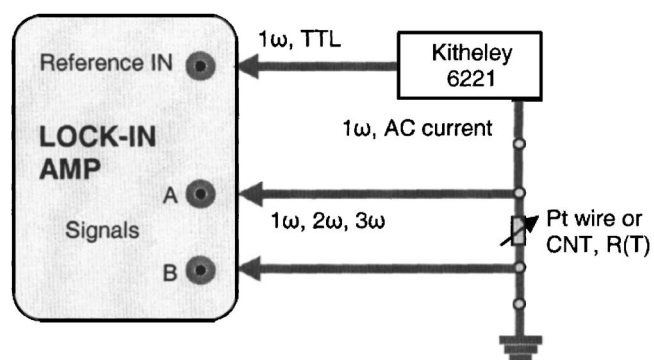 1ω, TTL
Reference IN
Kitheley
6221
1ω, AC current
LOCK-IN
AMP
A
1ω, 2ω, 3ω
Signals
Pt wire or
CNT, R(T)
B